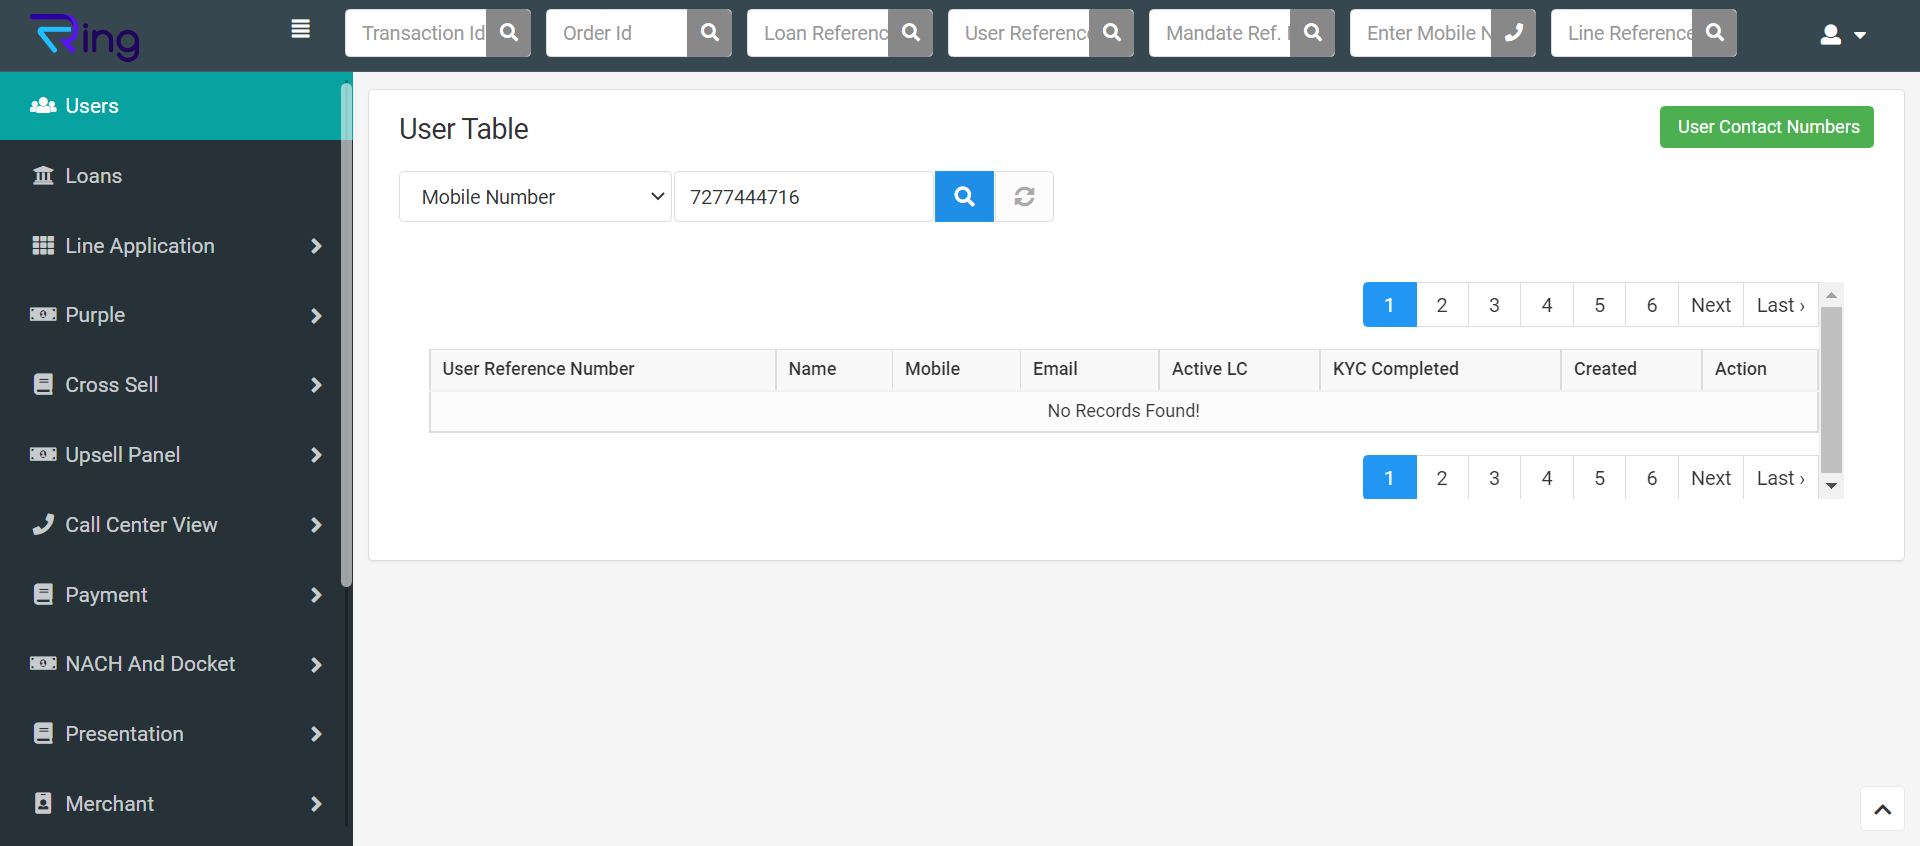 Ring
Transaction Id
Order Id
Loan Referenc
User Reference
Mandate Ref.
Enter Mobile N
Line Reference
Users
Loans
Line Application
Purple
Cross Sell
Upsell Panel
Call Center View
Payment
NACH And Docket
Presentation
Merchant
User Table
User Contact Numbers
Mobile Number
7277444716
1 2 3 4 5 6 Next Last ›
User Reference Number Name Mobile Email Active LC KYC Completed Created Action
No Records Found!
1 2 3 4 5 6 Next Last ›